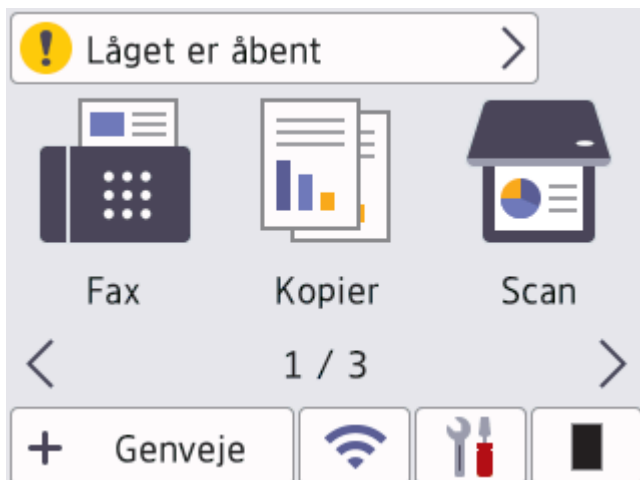 Låget er åbent
Fax Kopier Scan
1 / 3
+ Genveje